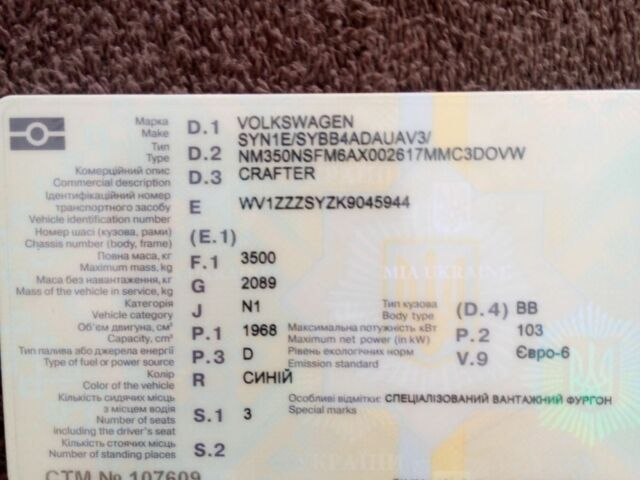 Марка D.1 VOLKSWAGEN
Make SYN1E/SYBB4ADAUAV3/
Тип D.2 NM350NSFM6AX002617MMC3DOVW
Type
Комерційний опис D.3 CRAFTER
Commercial description
Ідентифікаційний номер
транспортного засобу E WV1ZZZSYZK9045944
Vehicle identification number
Номер шасі (кузова, рами) (E.1)
Chassis number (body, frame)
Повна маса, кг F.1 3500
Maximum mass, kg
MIA UKRAINE
Маса без навантаження, кг G 2089
Mass of the vehicle in service, kg
Категорія J N1 Тип кузова (D.4) BB
Vehicle category Body type
Об'єм двигуна, см³ P.1 1968 Максимальна потужність кВт P.2 103
Capacity, cm³ Maximum net power (in kW)
Тип палива або джерела енергії P.3 D Рівень екологічних норм V.9 Євро-6
Type of fuel or power source Emission standard
Колір R СИНІЙ
Color of the vehicle
Кількість сидячих місць Особливі відмітки: СПЕЦІАЛІЗОВАНИЙ ВАНТАЖНИЙ ФУРГОН
з місцем водія S.1 3 Special marks
Number of seats
including the driver's seat
Кількість стоячих місць S.2
Number of standing places
УКРАЇНИ
СТМ № 107609